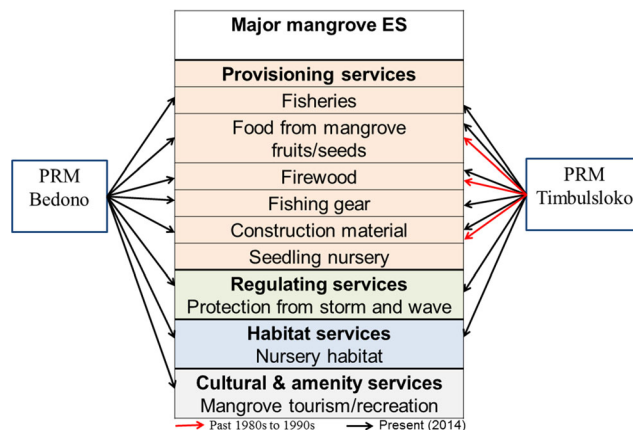 Major mangrove ES
Provisioning services
Fisheries
Food from mangrove
fruits/seeds
Firewood
Fishing gear
Construction material
Seedling nursery
Regulating services
Protection from storm and wave
Habitat services
Nursery habitat
Cultural & amenity services
Mangrove tourism/recreation
PRM
Bedono
PRM
Timbulsloko
Past 1980s to 1990s
Present (2014)